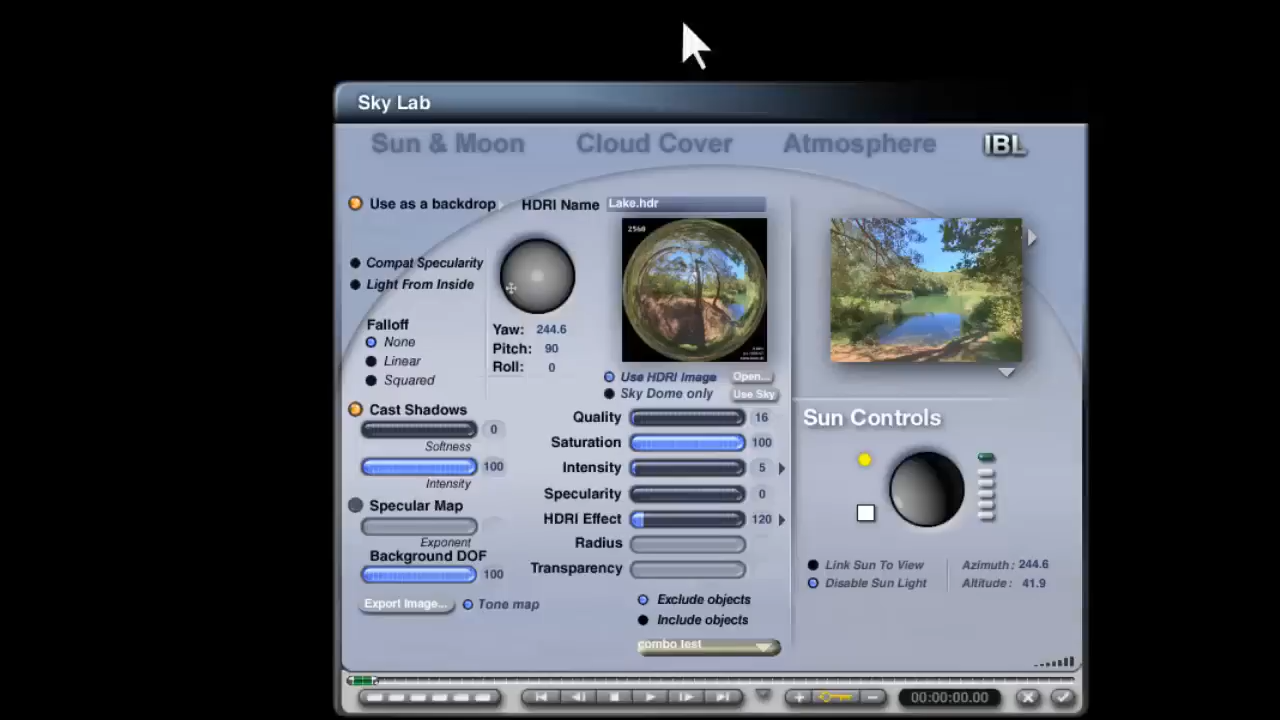 Sky Lab
Sun & Moon Cloud Cover Atmosphere IBL
Use as a backdrop HDRI Name Lake.hdr
2560
Compat Specularity
Light From Inside
Falloff
None
Linear
Squared
Yaw: 244.6
Pitch: 90
Roll: 0
Use HDRI Image Open...
Sky Dome only Use Sky
Cast Shadows
0
Softness
100
Intensity
Specular Map
Exponent
Background DOF
100
Export Image... Tone map
Quality 16
Saturation 100
Intensity 5
Specularity 0
HDRI Effect 120
Radius
Transparency
Exclude objects
Include objects
combo test
Sun Controls
Link Sun To View
Disable Sun Light
Azimuth: 244.6
Altitude: 41.9
00:00:00.00